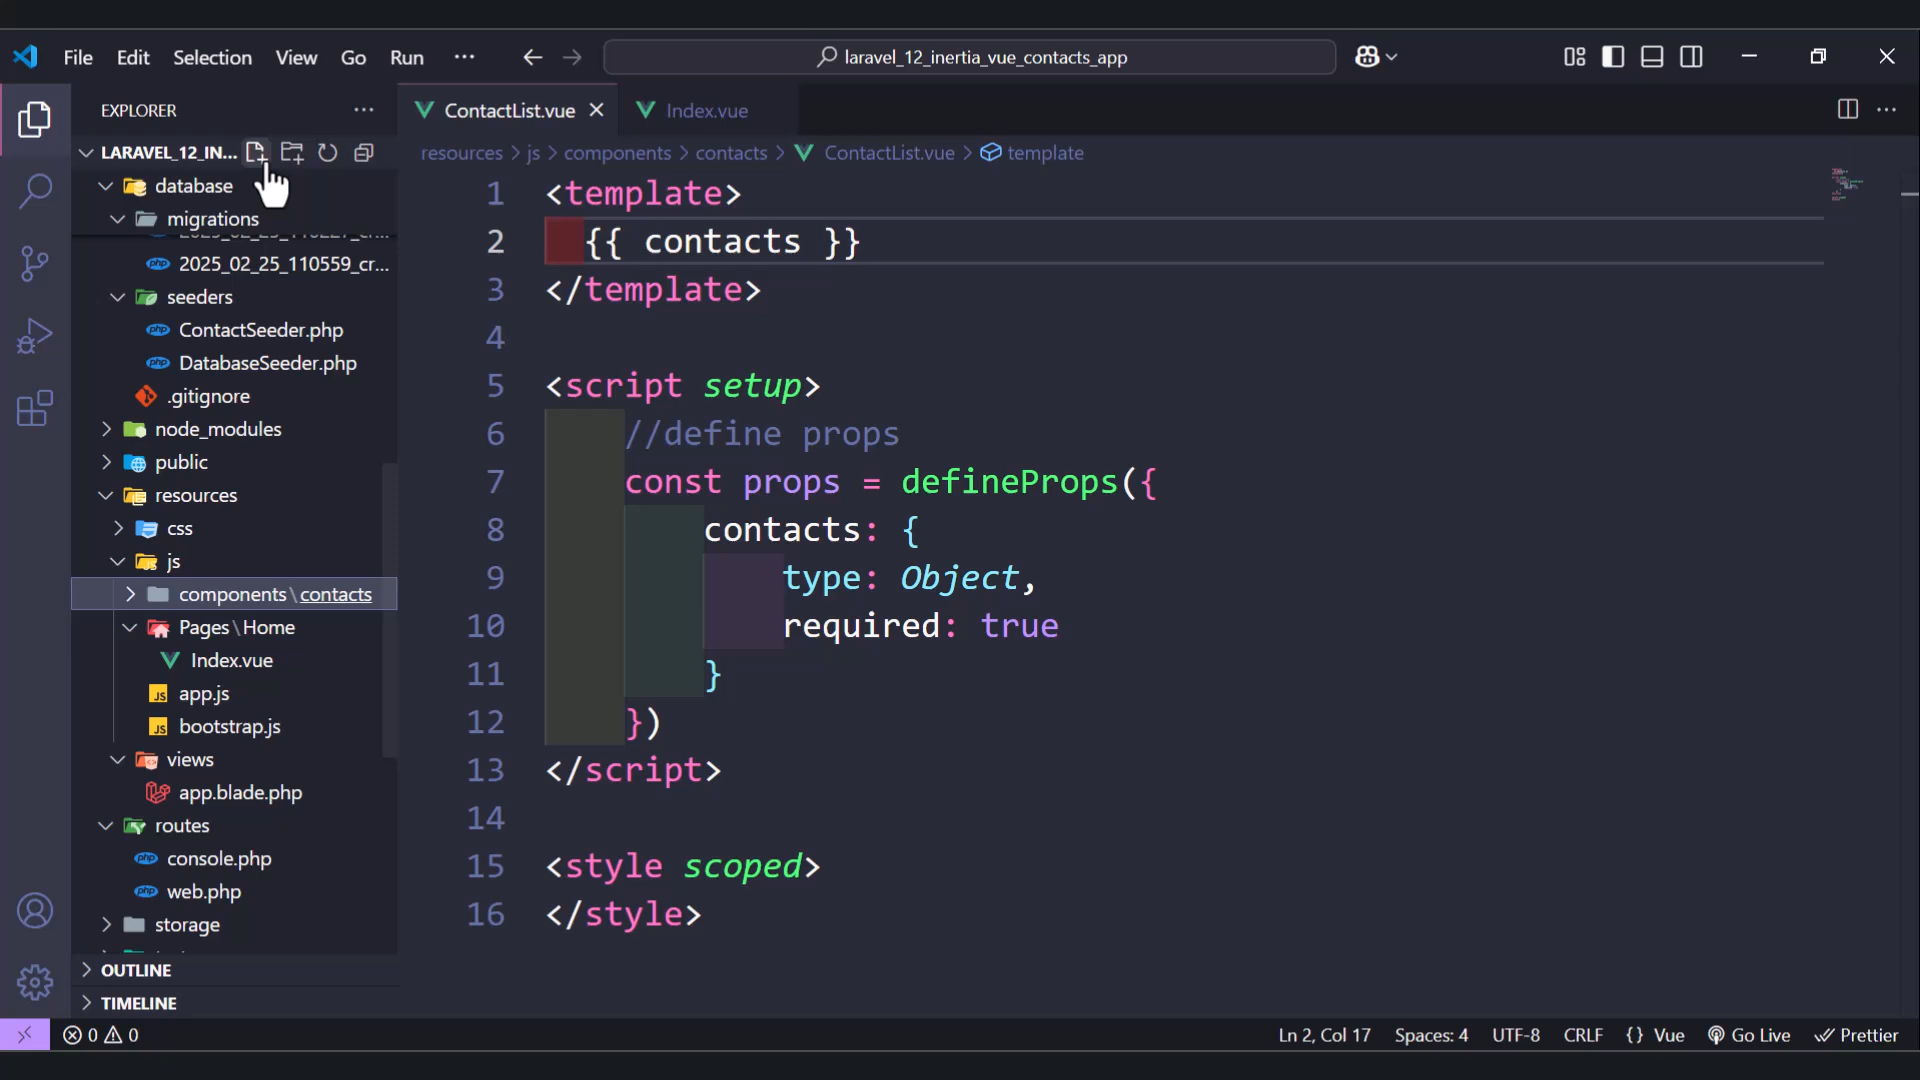 File Edit Selection View Go Run ··· laravel_12_inertia_vue_contacts_app
EXPLORER ···
LARAVEL_12_IN...
database
migrations
2025_02_25_110559_cr...
seeders
ContactSeeder.php
DatabaseSeeder.php
.gitignore
node_modules
public
resources
css
js
components\contacts
Pages\Home
Index.vue
app.js
bootstrap.js
views
app.blade.php
routes
console.php
web.php
storage
OUTLINE
TIMELINE
ContactList.vue Index.vue
resources > js > components > contacts > ContactList.vue > template
1 <template>
2 {{ contacts }}
3 </template>
4
5 <script setup>
6 //define props
7 const props = defineProps({
8 contacts: {
9 type: Object,
10 required: true
11 }
12 })
13 </script>
14
15 <style scoped>
16 </style>
0 0 Ln 2, Col 17 Spaces: 4 UTF-8 CRLF {} Vue Go Live Prettier